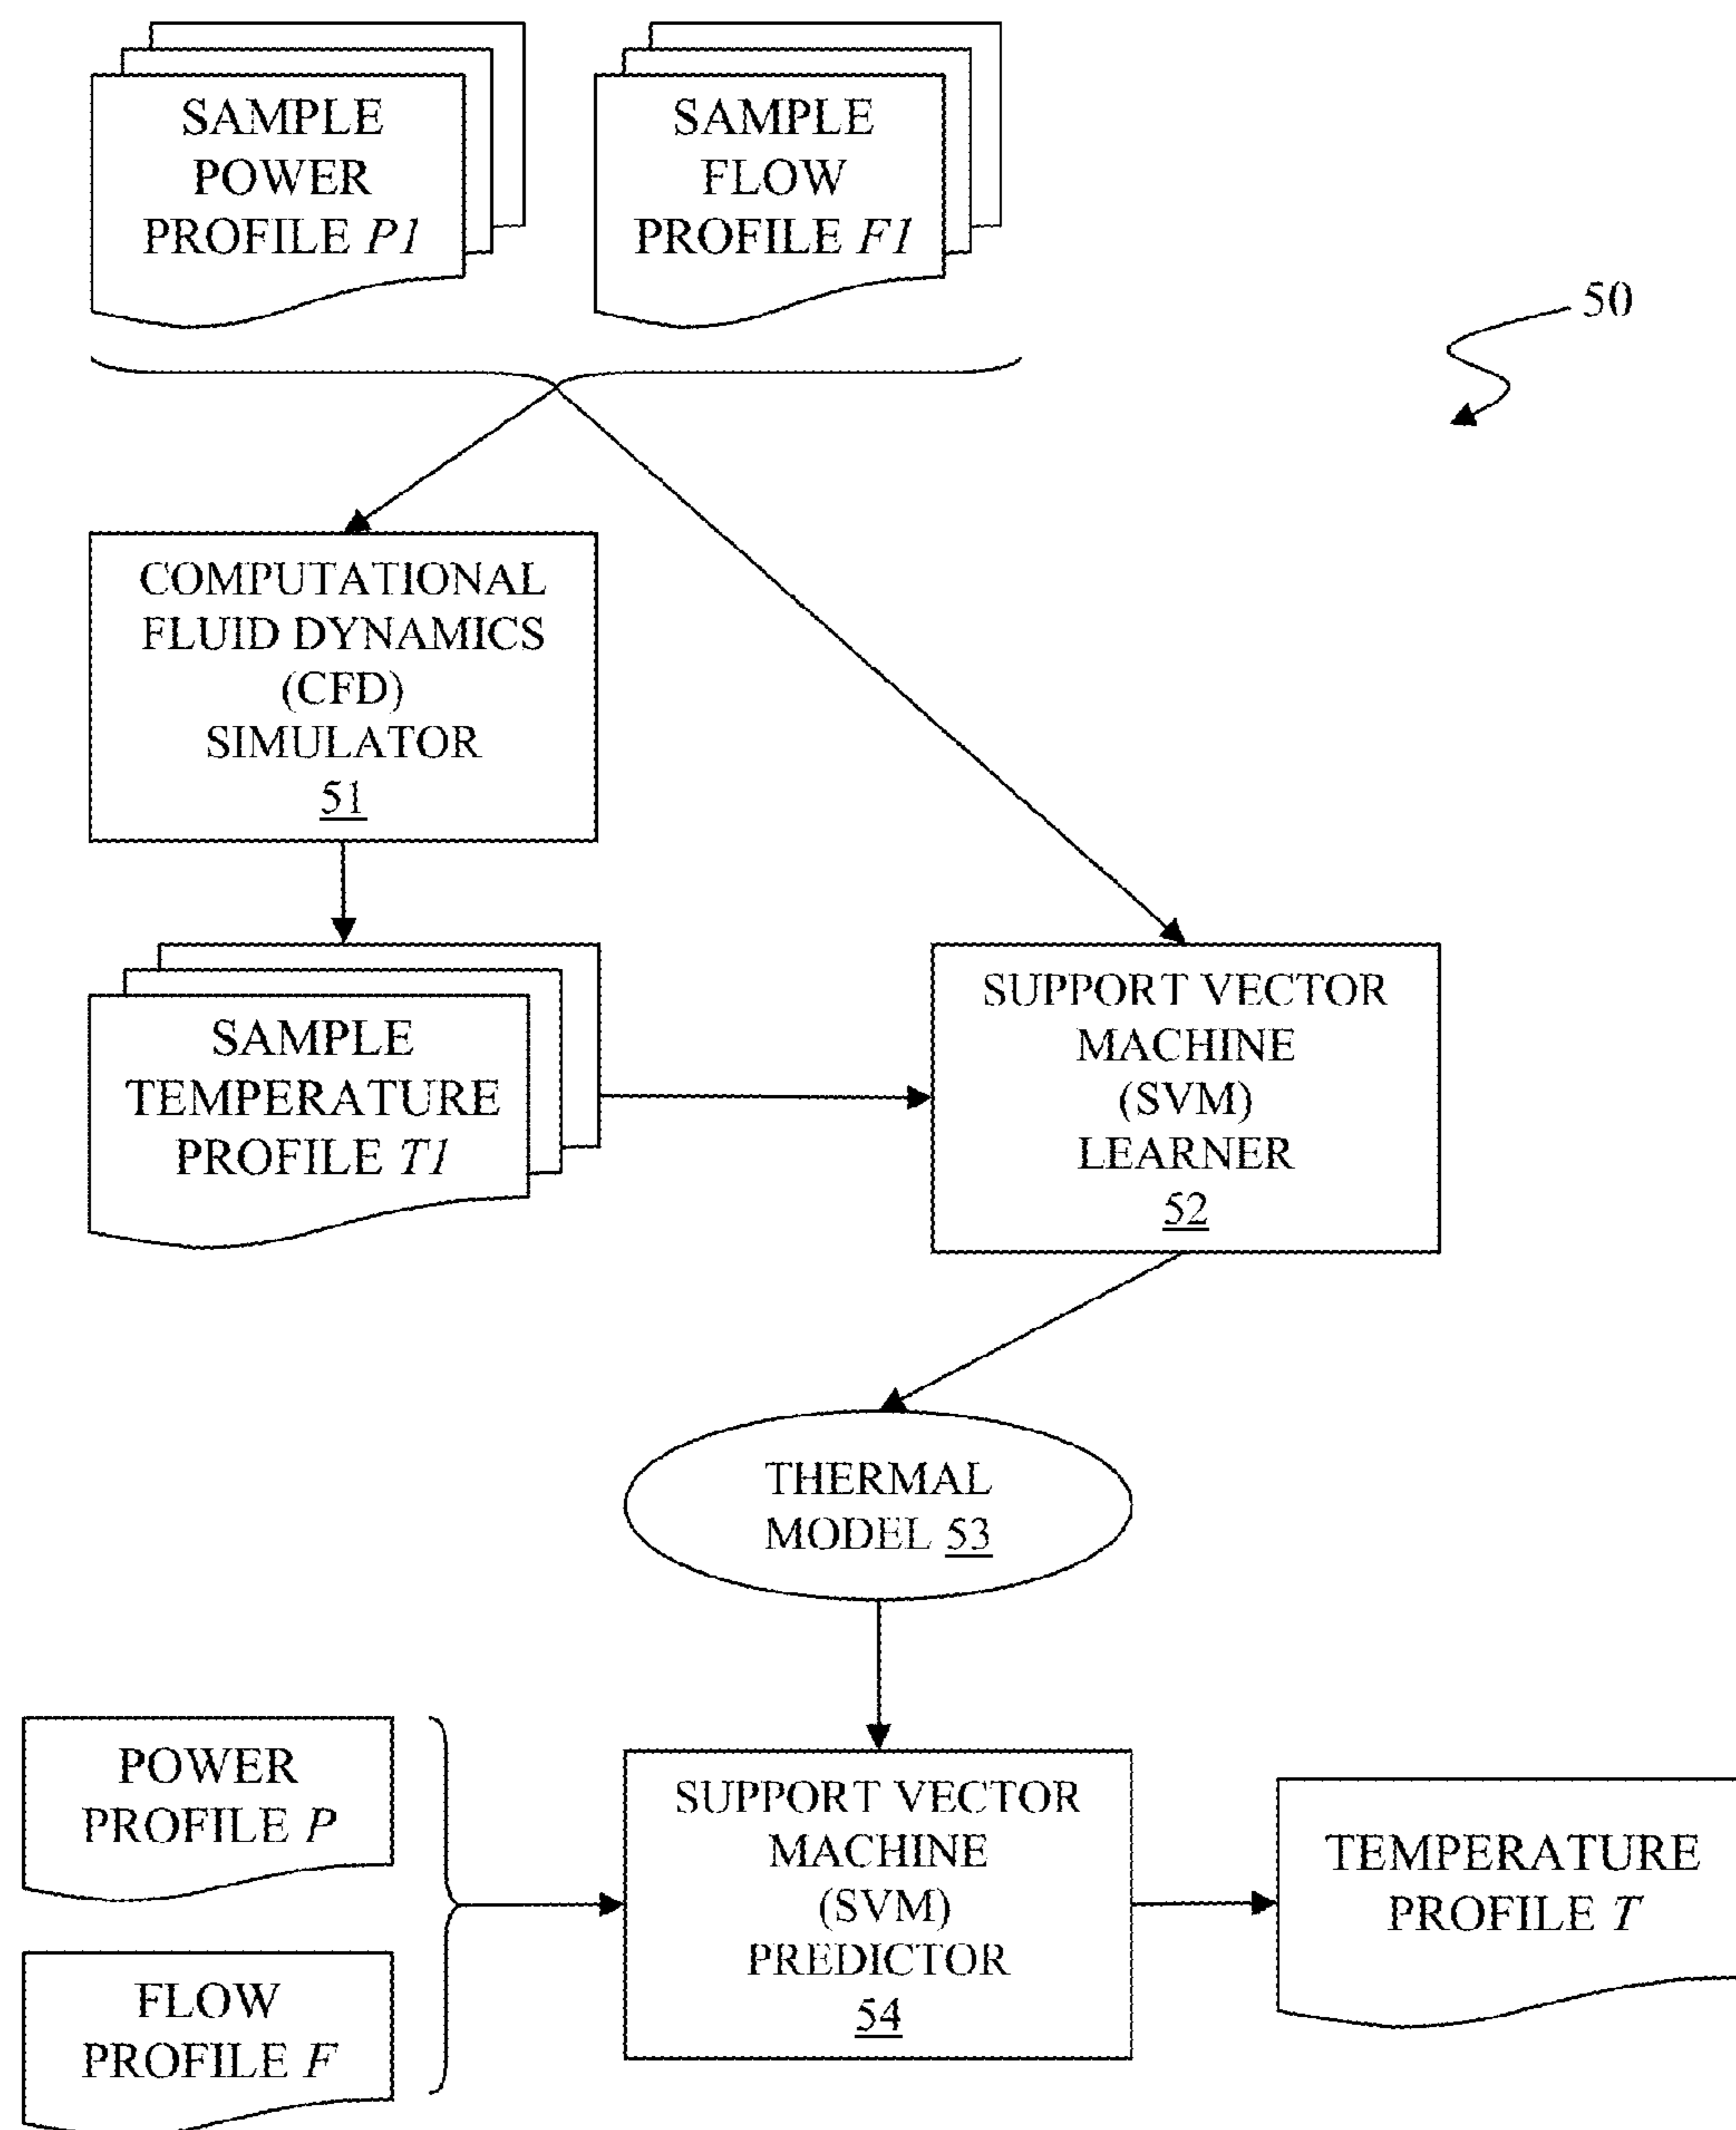 SAMPLE
POWER
PROFILE P1
SAMPLE
FLOW
PROFILE F1
50
COMPUTATIONAL
FLUID DYNAMICS
(CFD)
SIMULATOR
51
SAMPLE
TEMPERATURE
PROFILE T1
SUPPORT VECTOR
MACHINE
(SVM)
LEARNER
52
THERMAL
MODEL 53
POWER
PROFILE P
FLOW
PROFILE F
SUPPORT VECTOR
MACHINE
(SVM)
PREDICTOR
54
TEMPERATURE
PROFILE T